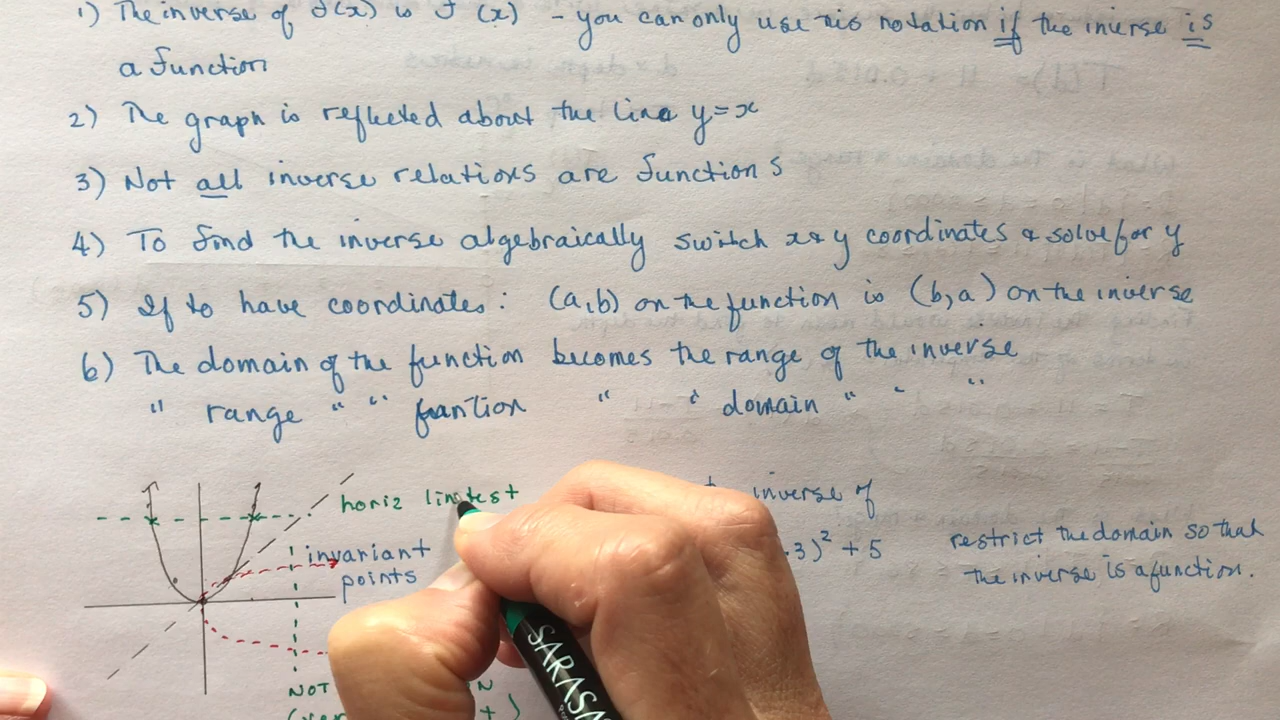 1) The inverse of f(x) is f (x) - you can only use this notation if the inverse is
a function
2) The graph is reflected about the line y=x
3) Not all inverse relations are functions
4) To find the inverse algebraically switch x & y coordinates & solve for y
5) If to have coordinates : (a,b) on the function is (b,a) on the inverse
6) The domain of the function becomes the range of the inverse
" range " " function " " domain " " "
horiz line test
invariant
points
NOT
inverse of
3)² + 5
restrict the domain so that
the inverse is a function.
SARASA